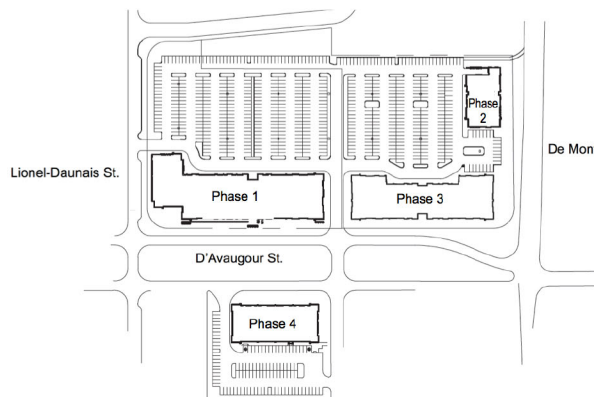 Phase
2
De Mon
Lionel-Daunais St.
Phase 1
Phase 3
D'Avaugour St.
Phase 4